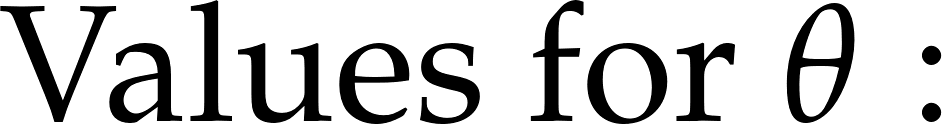 Values for θ :